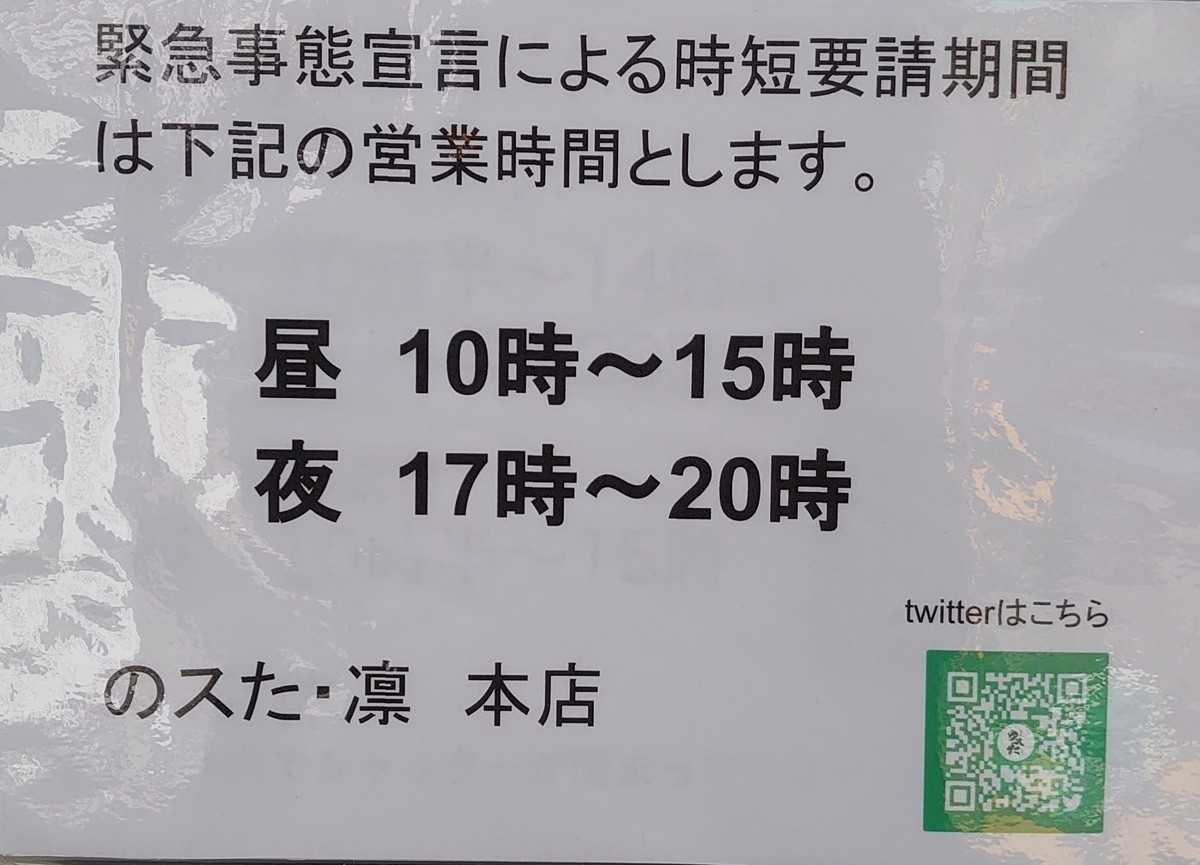 緊急事態宣言による時短要請期間
は下記の営業時間とします。
昼　10時～15時
夜　17時～20時
twitterはこちら
のスた・凛　本店